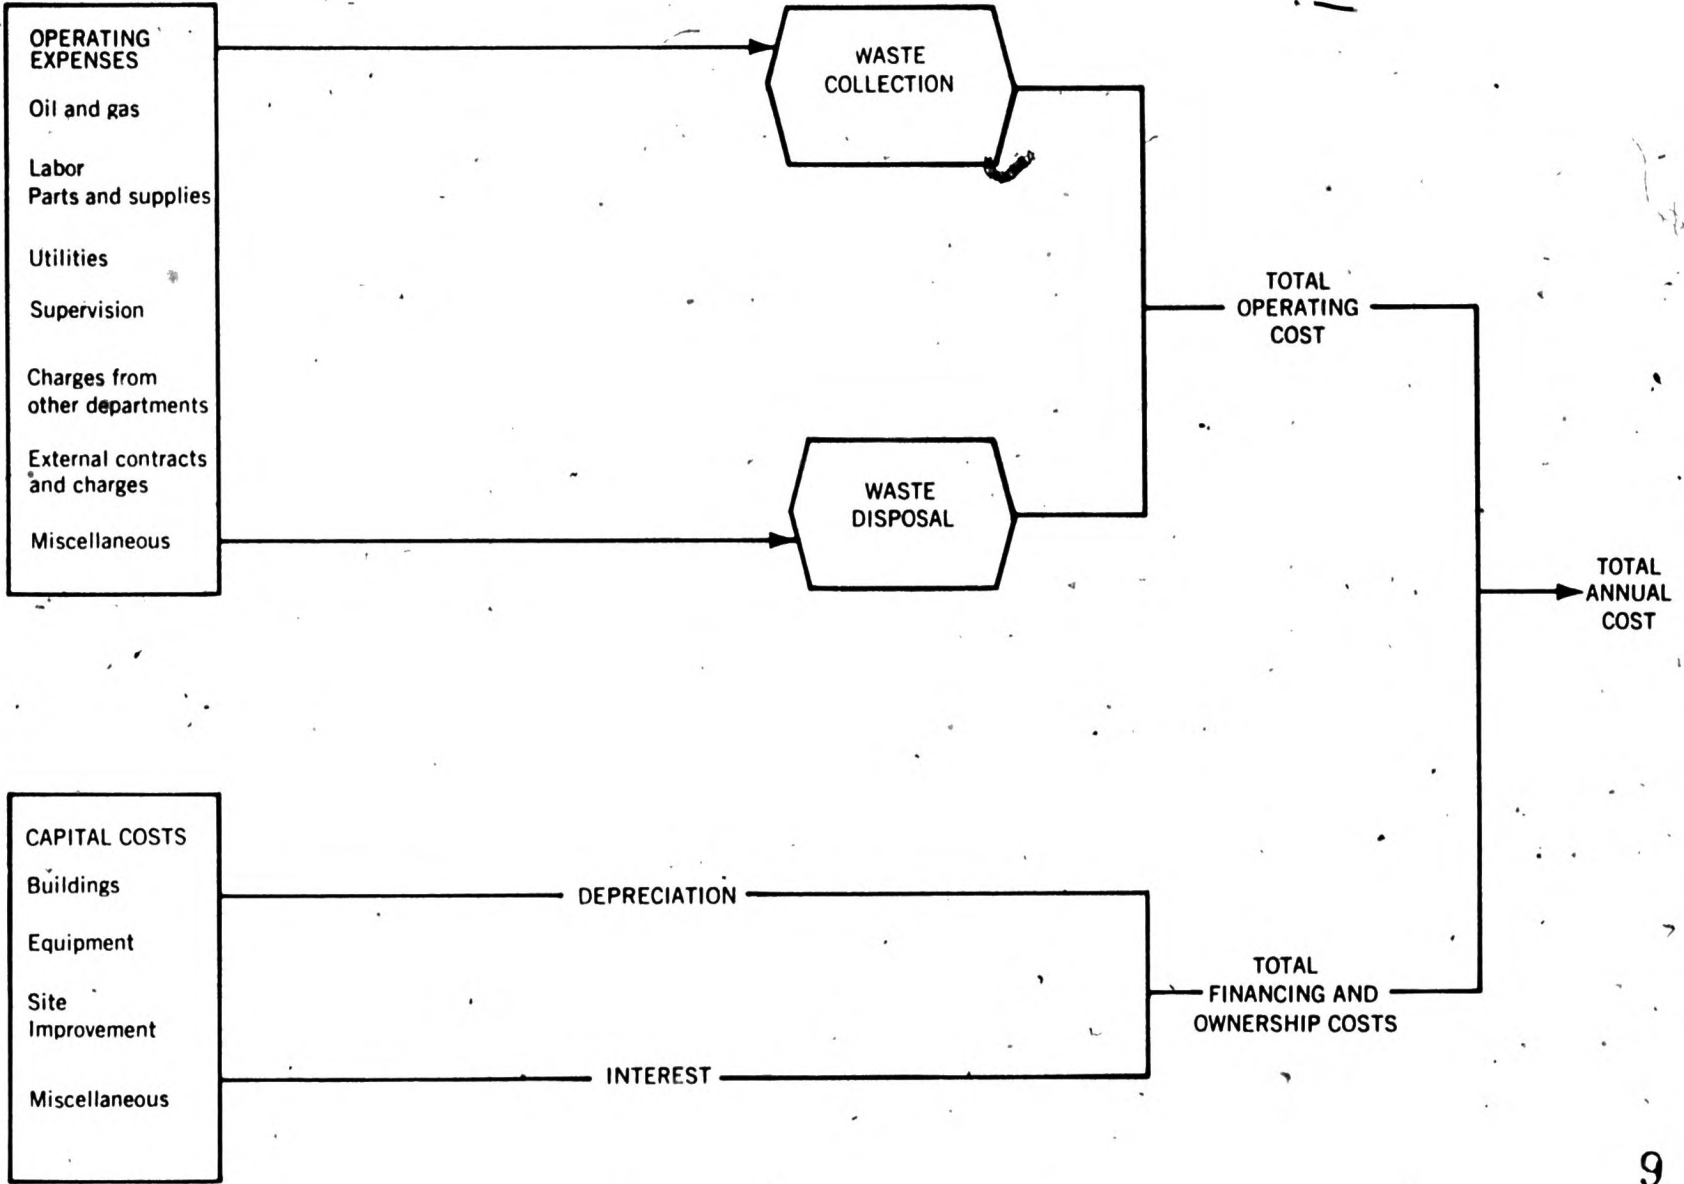 OPERATING
EXPENSES
Oil and gas
Labor
Parts and supplies
Utilities
Supervision
Charges from
other departments
External contracts
and charges
Miscellaneous
WASTE
COLLECTION
WASTE
DISPOSAL
TOTAL
OPERATING
COST
TOTAL
ANNUAL
COST
CAPITAL COSTS
Buildings
Equipment
Site
Improvement
Miscellaneous
DEPRECIATION
INTEREST
TOTAL
FINANCING AND
OWNERSHIP COSTS
9